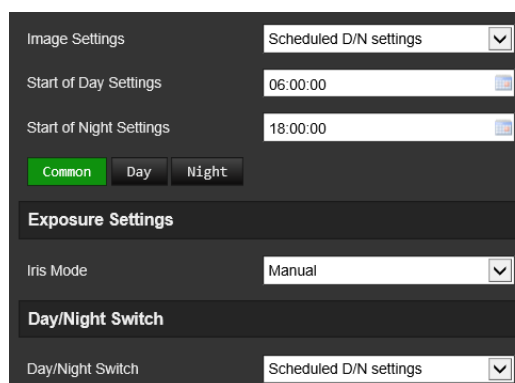 Image Settings Scheduled D/N settings
Start of Day Settings 06:00:00
Start of Night Settings 18:00:00
Common Day Night
Exposure Settings
Iris Mode Manual
Day/Night Switch
Day/Night Switch Scheduled D/N settings